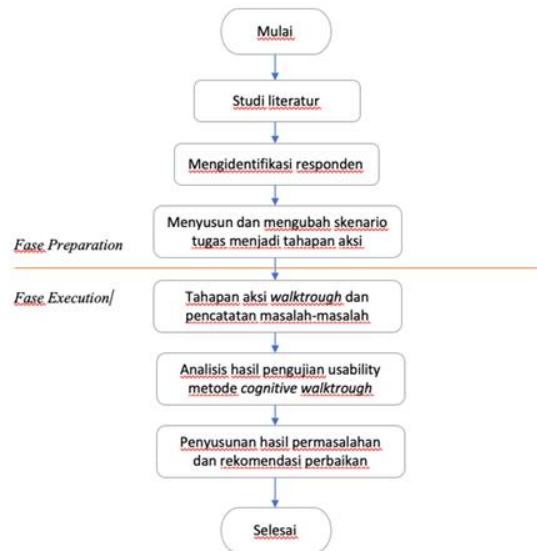 Mulai
Studi literatur
Mengidentifikasi responden
Menyusun dan mengubah skenario
tugas menjadi tahapan aksi
Fase Preparation
Fase Execution
Tahapan aksi walktrough dan
pencatatan masalah-masalah
Analisis hasil pengujian usability
metode cognitive walktrough
Penyusunan hasil permasalahan
dan rekomendasi perbaikan
Selesai